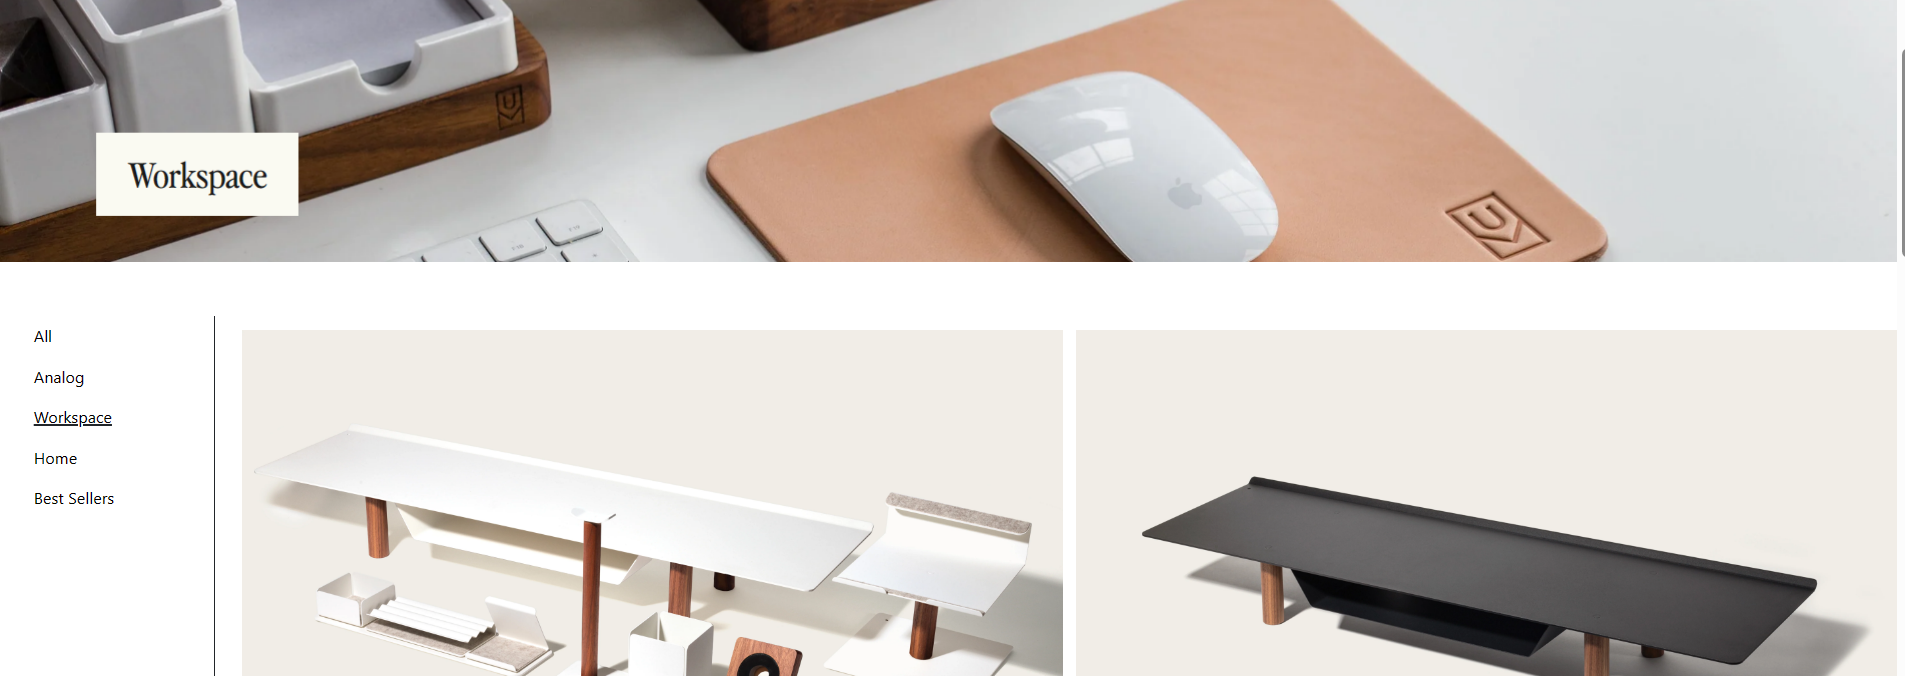 Workspace
All
Analog
Workspace
Home
Best Sellers